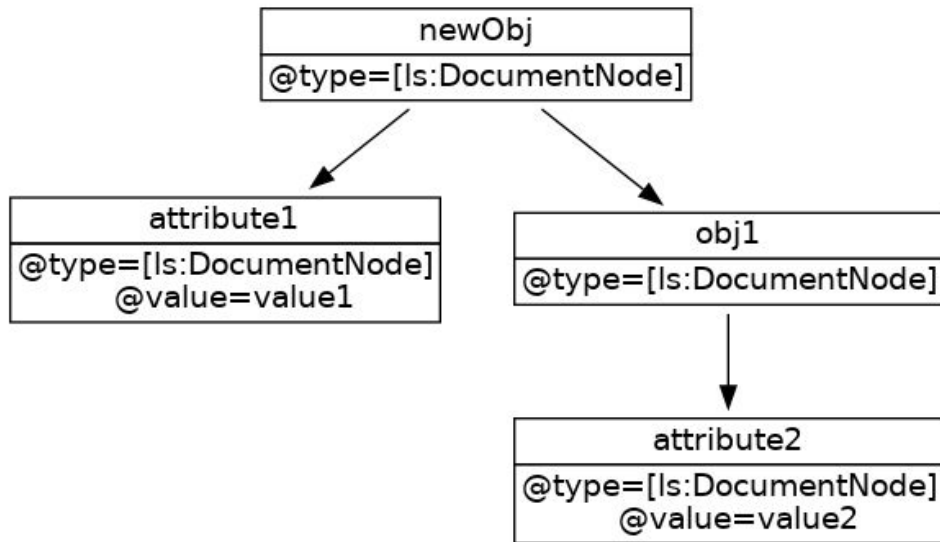 newObj
@type=[ls:DocumentNode]
attribute1
@type=[ls:DocumentNode]
@value=value1
obj1
@type=[ls:DocumentNode]
attribute2
@type=[ls:DocumentNode]
@value=value2